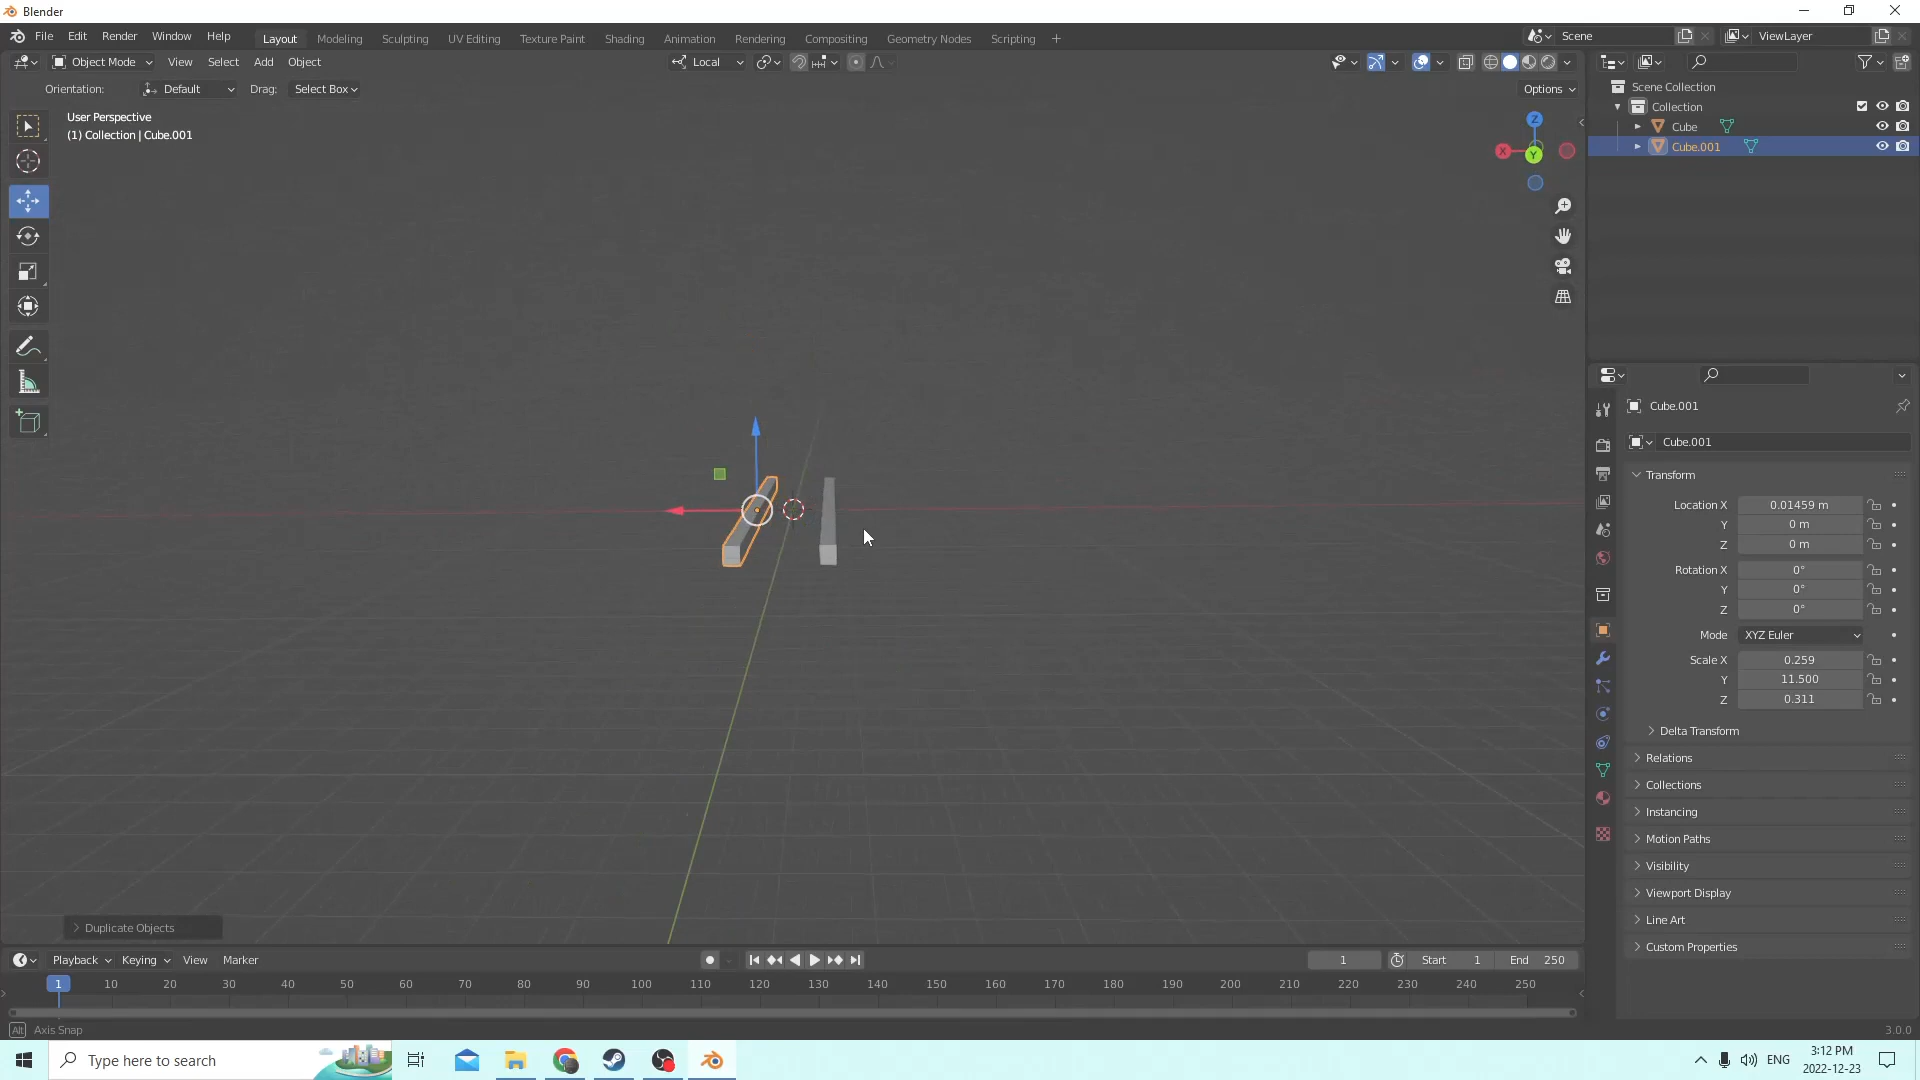 Blender
File Edit Render Window Help
Layout Modeling Sculpting UV Editing Texture Paint Shading Animation Rendering Compositing Geometry Nodes Scripting +
Scene ViewLayer
Object Mode View Select Add Object
Local
Orientation: Default Drag: Select Box
Options
User Perspective
(1) Collection | Cube.001
Z
X
Y
Scene Collection
Collection
Cube
Cube.001
Cube.001
Cube.001
Transform
Location X 0.01459 m
Y 0 m
Z 0 m
Rotation X 0°
Y 0°
Z 0°
Mode XYZ Euler
Scale X 0.259
Y 11.500
Z 0.311
Delta Transform
Relations
Collections
Instancing
Motion Paths
Visibility
Viewport Display
Line Art
Custom Properties
Duplicate Objects
Playback Keying View Marker
1 Start 1 End 250
1 10 20 30 40 50 60 70 80 90 100 110 120 130 140 150 160 170 180 190 200 210 220 230 240 250
Alt Axis Snap
3.0.0
Type here to search
ENG
3:12 PM
2022-12-23